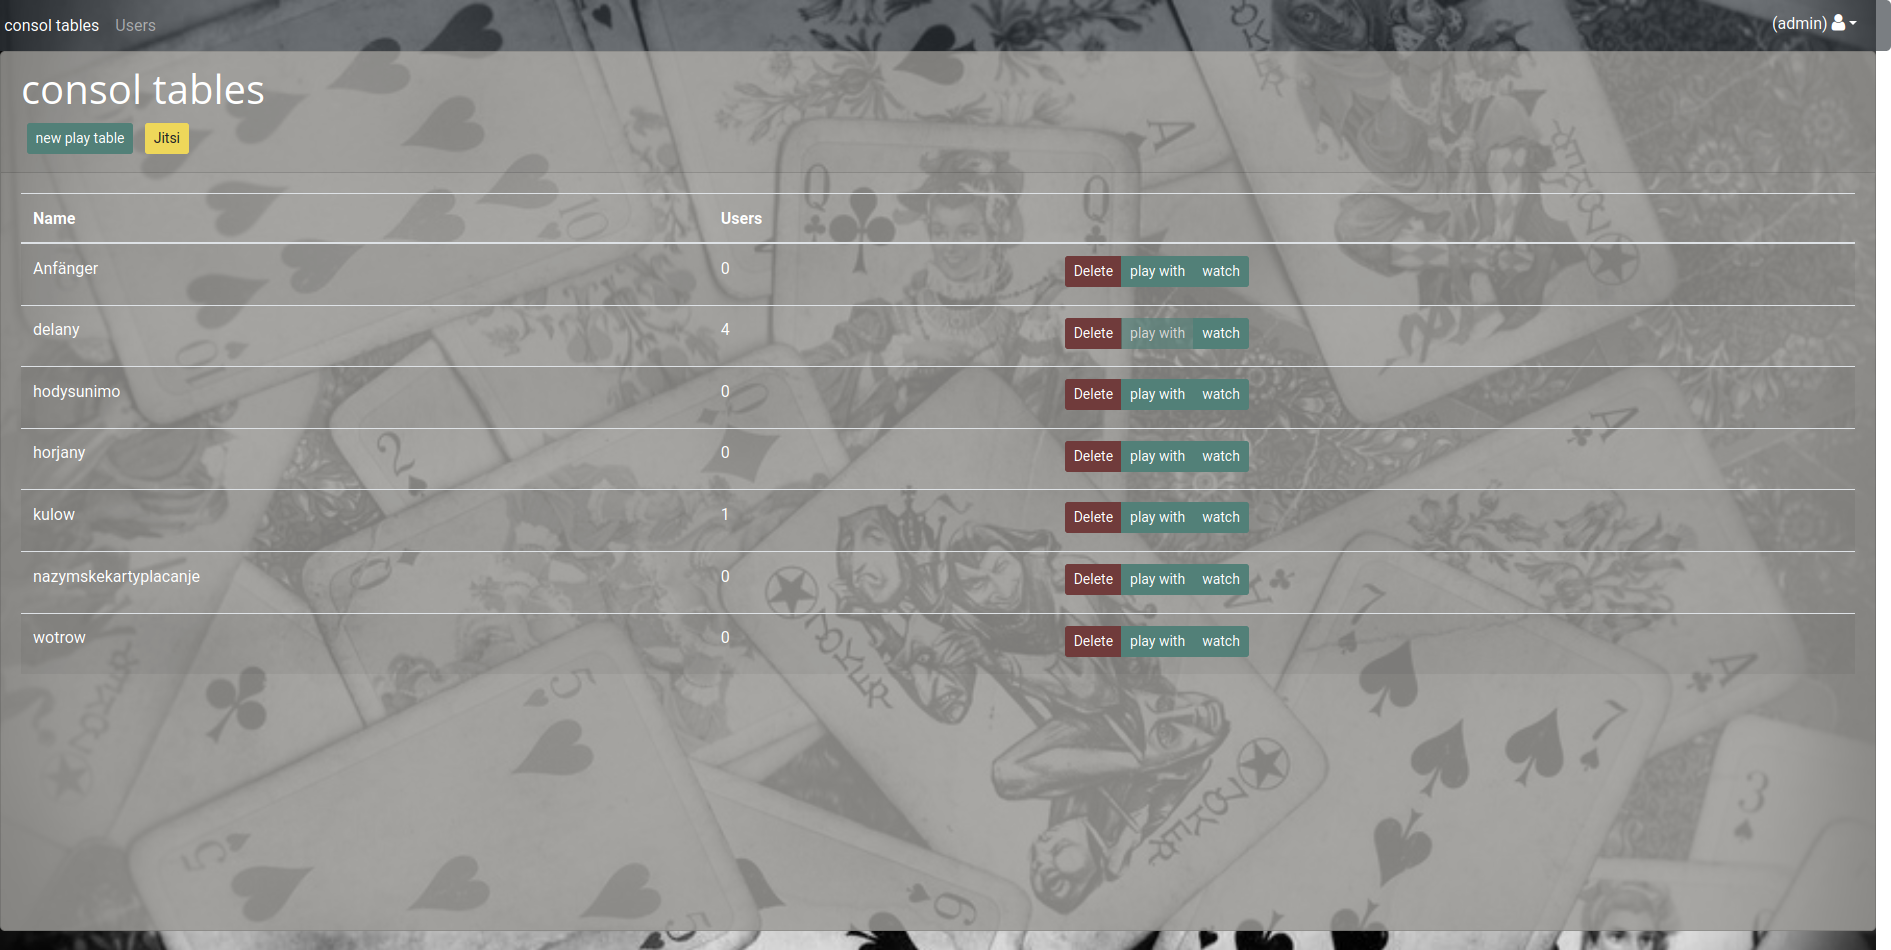 consol tables Users (admin)
consol tables
new play table Jitsi
Name Users
Anfänger 0 Delete play with watch
delany 4 Delete play with watch
hodysunimo 0 Delete play with watch
horjany 0 Delete play with watch
kulow 1 Delete play with watch
nazymskekartyplacanje 0 Delete play with watch
wotrow 0 Delete play with watch